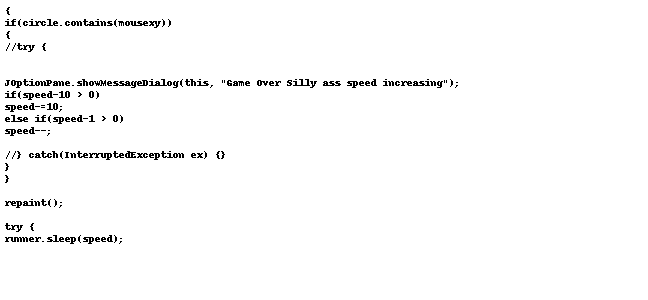 {
if(circle.contains(mousexy))
{
//try {
JOptionPane.showMessageDialog(this, "Game Over Silly ass speed increasing");
if(speed-10 > 0)
speed-=10;
else if(speed-1 > 0)
speed--;
//} catch(InterruptedException ex) {}
}
}
repaint();
try {
runner.sleep(speed);